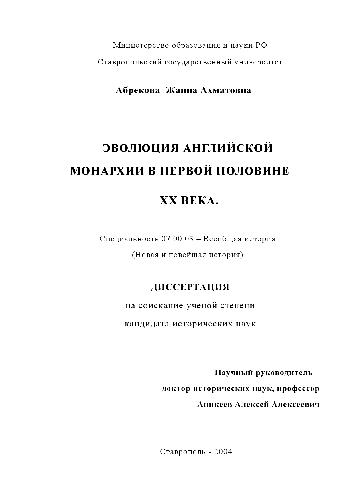 Министерство образования и науки РФ
Ставропольский государственный университет
Абрекова Жанна Ахматовна
ЭВОЛЮЦИЯ АНГЛИЙСКОЙ
МОНАРХИИ В ПЕРВОЙ ПОЛОВИНЕ
XX ВЕКА.
Специальность 07.00.03 – Всеобщая история
(Новая и новейшая история)
ДИССЕРТАЦИЯ
на соискание ученой степени
кандидата исторических наук
Научный руководитель
доктор исторических наук, профессор
Аникеев Алексей Алексеевич
Ставрополь - 2004